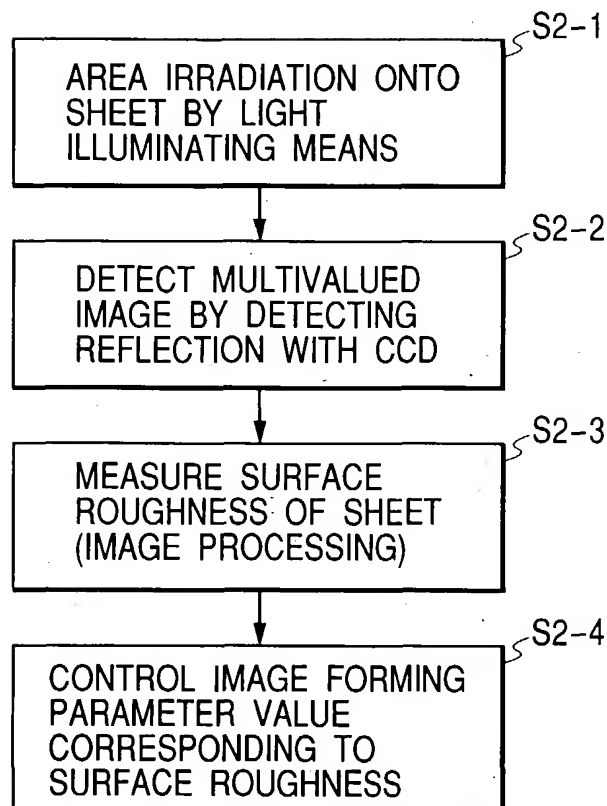 S2-1
AREA IRRADIATION ONTO
SHEET BY LIGHT
ILLUMINATING MEANS
S2-2
DETECT MULTIVALUED
IMAGE BY DETECTING
REFLECTION WITH CCD
S2-3
MEASURE SURFACE
ROUGHNESS OF SHEET
(IMAGE PROCESSING)
S2-4
CONTROL IMAGE FORMING
PARAMETER VALUE
CORRESPONDING TO
SURFACE ROUGHNESS